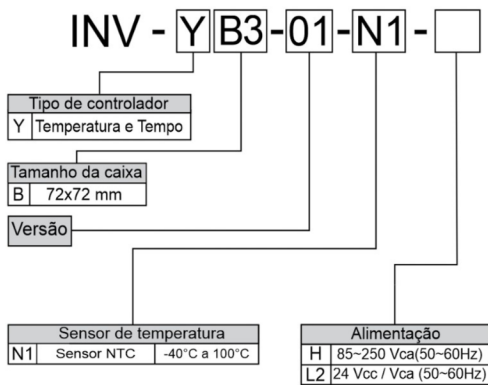 INV - Y B3-01-N1-
Tipo de controlador
Y Temperatura e Tempo
Tamanho da caixa
B 72x72 mm
Versão
Sensor de temperatura
N1 Sensor NTC -40°C a 100°C
Alimentação
H 85~250 Vca(50~60Hz)
L2 24 Vcc / Vca (50~60Hz)